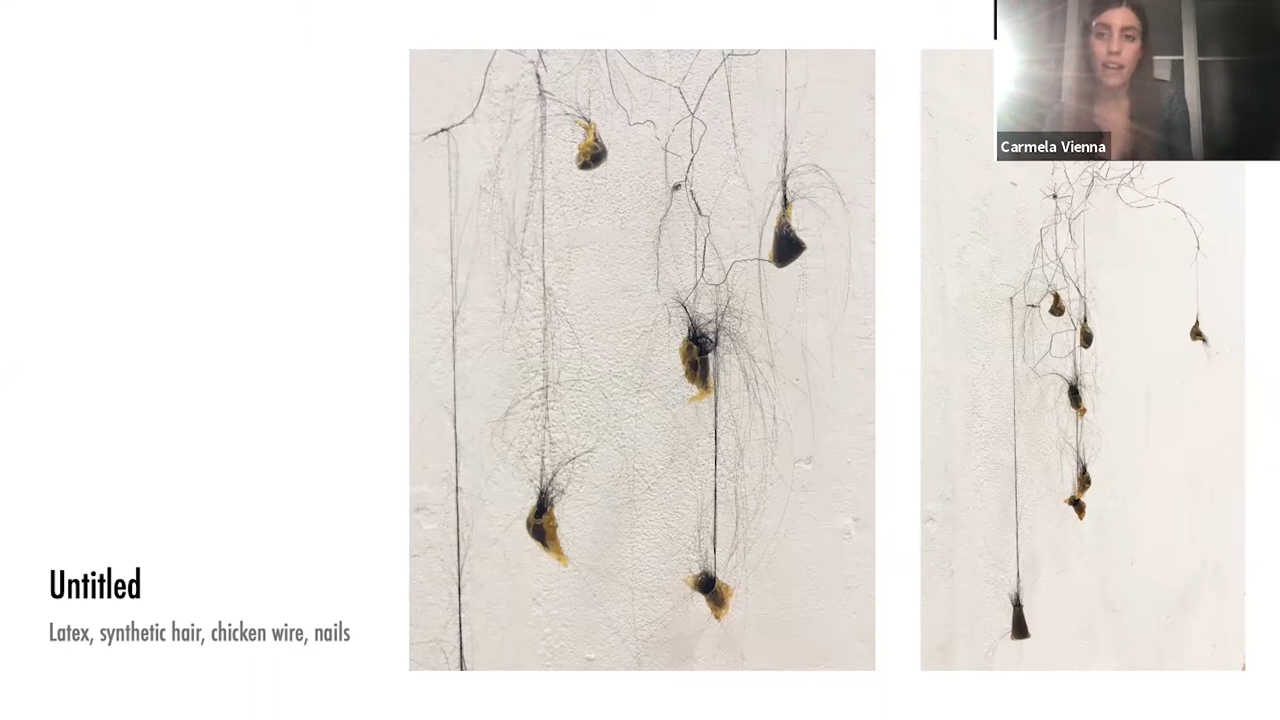 Carmela Vienna
Untitled
Latex, synthetic hair, chicken wire, nails